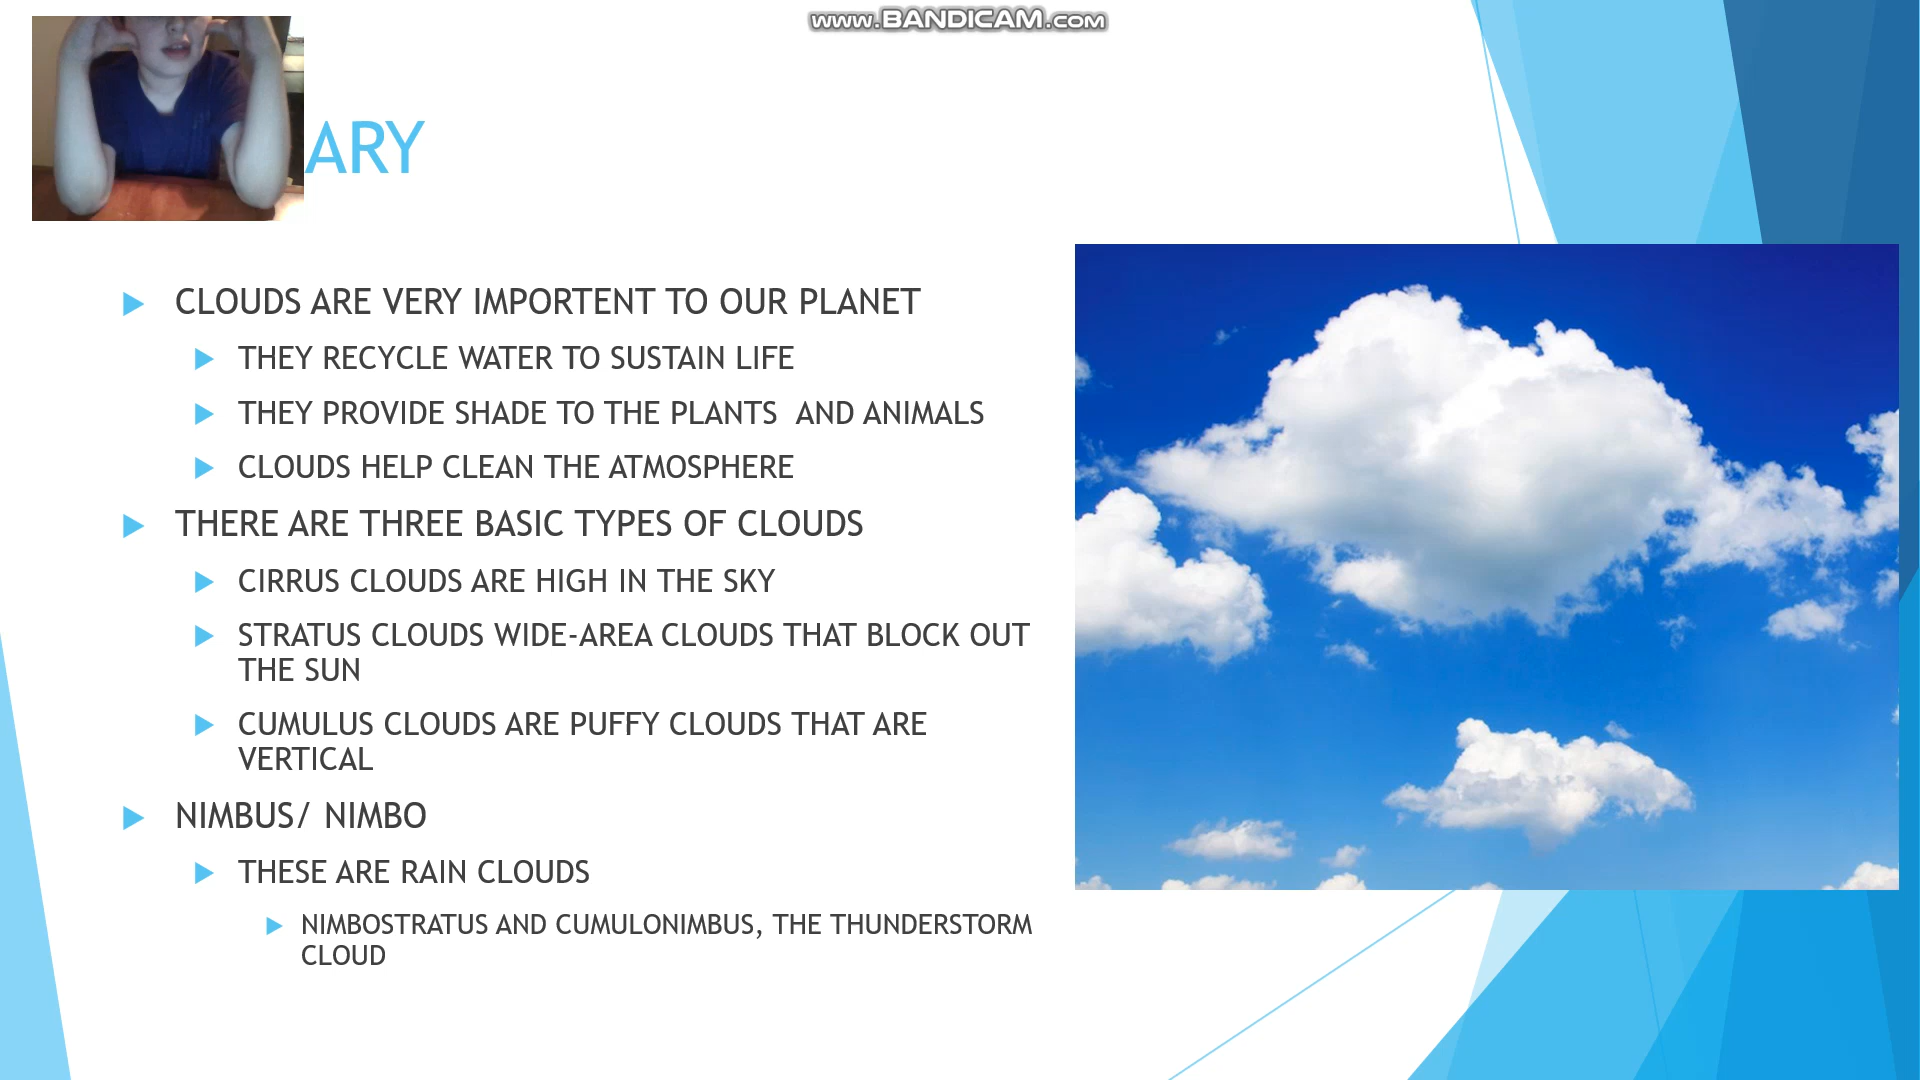 www.BANDICAM.com
ARY
CLOUDS ARE VERY IMPORTENT TO OUR PLANET
THEY RECYCLE WATER TO SUSTAIN LIFE
THEY PROVIDE SHADE TO THE PLANTS  AND ANIMALS
CLOUDS HELP CLEAN THE ATMOSPHERE
THERE ARE THREE BASIC TYPES OF CLOUDS
CIRRUS CLOUDS ARE HIGH IN THE SKY
STRATUS CLOUDS WIDE-AREA CLOUDS THAT BLOCK OUT
THE SUN
CUMULUS CLOUDS ARE PUFFY CLOUDS THAT ARE
VERTICAL
NIMBUS/ NIMBO
THESE ARE RAIN CLOUDS
NIMBOSTRATUS AND CUMULONIMBUS, THE THUNDERSTORM
CLOUD